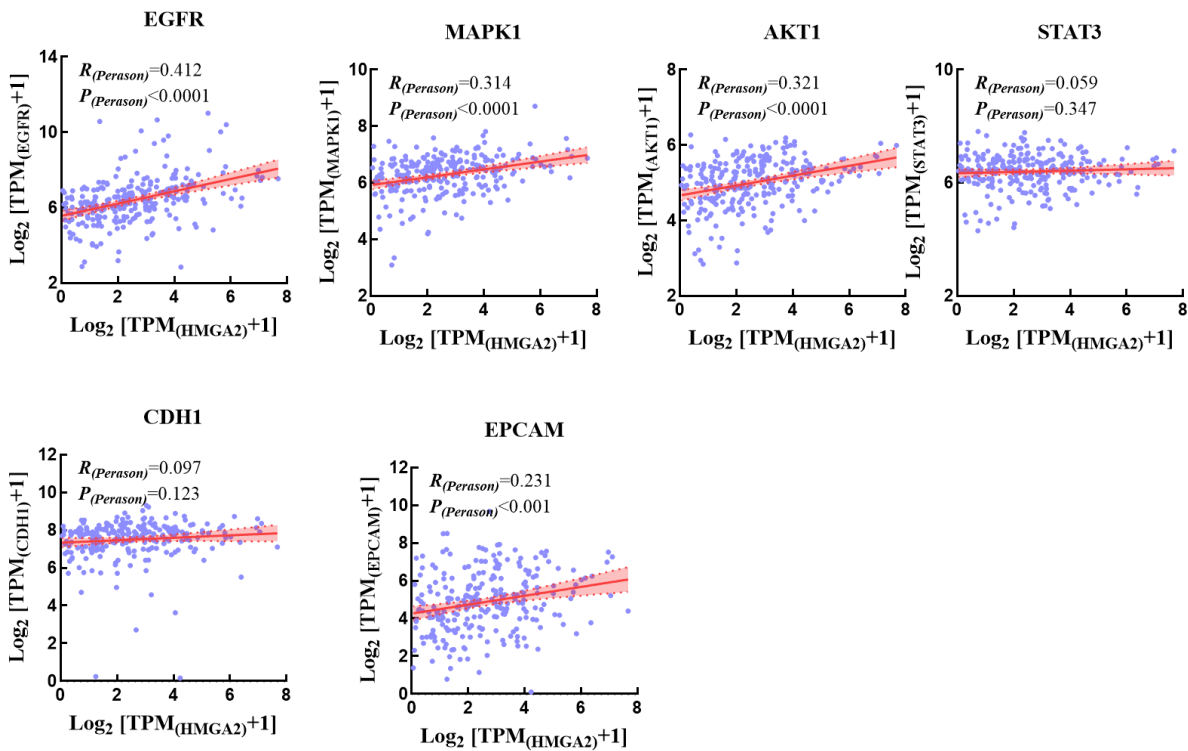 EGFR
R(Perason)=0.412
P(Perason)<0.0001
Log2 [TPM(EGFR)+1]
14
10
6
2
0
2
4
6
8
Log2 [TPM(HMGA2)+1]
MAPK1
R(Perason)=0.314
P(Perason)<0.0001
Log2 [TPM(MAPK1)+1]
10
8
6
4
2
0
2
4
6
8
Log2 [TPM(HMGA2)+1]
AKT1
R(Perason)=0.321
P(Perason)<0.0001
Log2 [TPM(AKT1)+1]
8
6
4
2
0
2
4
6
8
Log2 [TPM(HMGA2)+1]
STAT3
R(Perason)=0.059
P(Perason)=0.347
Log2 [TPM(STAT3)+1]
10
6
2
0
2
4
6
8
Log2 [TPM(HMGA2)+1]
CDH1
R(Perason)=0.097
P(Perason)=0.123
Log2 [TPM(CDH1)+1]
12
10
8
6
4
2
0
0
2
4
6
8
Log2 [TPM(HMGA2)+1]
EPCAM
R(Perason)=0.231
P(Perason)<0.001
Log2 [TPM(EPCAM)+1]
12
10
8
6
4
2
0
0
2
4
6
8
Log2 [TPM(HMGA2)+1]